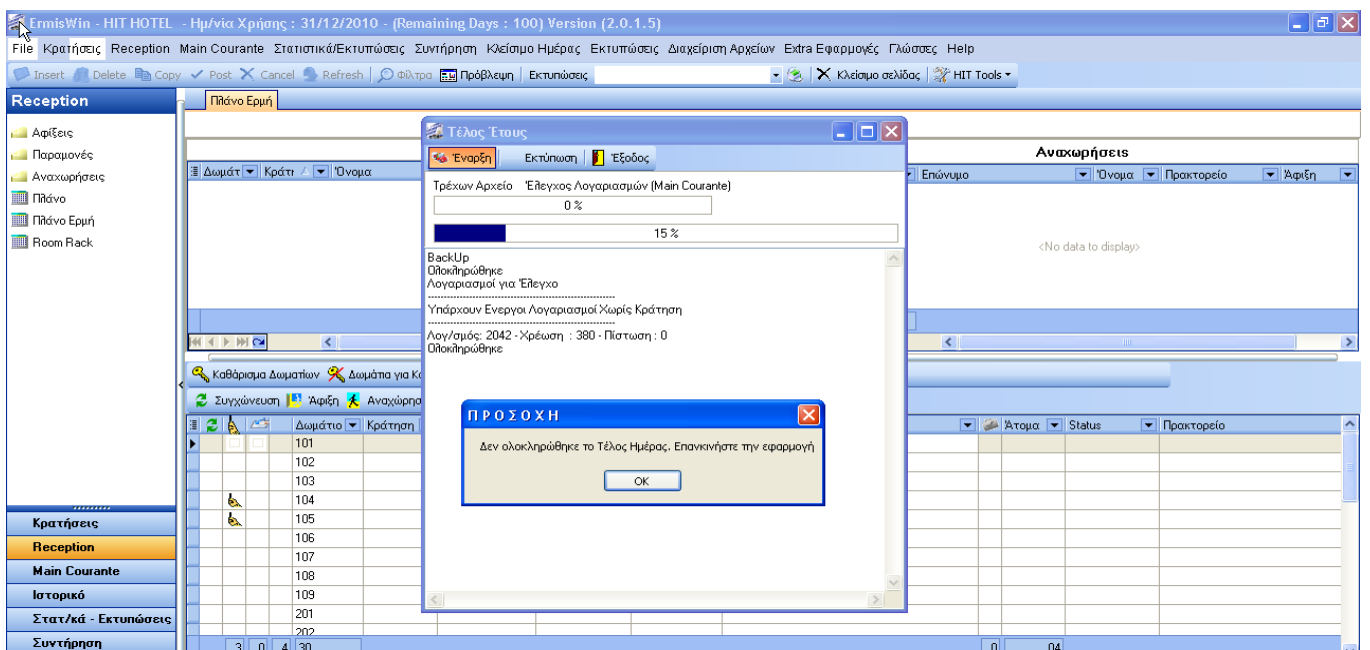 ErmisWin - HIT HOTEL - Ημ/νία Χρήσης : 31/12/2010 - (Remaining Days : 100) Version (2.0.1.5)
File Κρατήσεις Reception Main Courante Στατιστικά/Εκτυπώσεις Συντήρηση Κλείσιμο Ημέρας Εκτυπώσεις Διαχείριση Αρχείων Extra Εφαρμογές Γλώσσες Help
Insert Delete Copy Post Cancel Refresh Φίλτρα Πρόβλεψη Εκτυπώσεις Κλείσιμο σελίδας HIT Tools
Reception
Πλάνο Ερμή
Αφίξεις
Παραμονές
Αναχωρήσεις
Πλάνο
Πλάνο Ερμή
Room Rack
Αναχωρήσεις
Δωμάτ Κράτι Όνομα
Επώνυμο Όνομα Πρακτορείο Άφιξη
<No data to display>
Τέλος Έτους
Έναρξη Εκτύπωση Έξοδος
Τρέχων Αρχείο Έλεγχος Λογαριασμών (Main Courante)
0 %
15 %
BackUp
Ολοκληρώθηκε
Λογαριασμοί για Έλεγχο
Υπάρχουν Ενεργοι Λογαριασμοί Χωρίς Κράτηση
Λογ/σμός: 2042 - Χρέωση : 380 - Πίστωση : 0
Ολοκληρώθηκε
Π Ρ Ο Σ Ο Χ Η
Δεν ολοκληρώθηκε το Τέλος Ημέρας. Επανκινήστε την εφαρμογή
OK
Καθάρισμα Δωματίων Δωμάτια για
Συγχώνευση Άφιξη
Δωμάτιο Κράτηση
Άτομα Status Πρακτορείο
101
102
103
104
105
106
107
108
109
201
202
3 0 4 30 0 04
Κρατήσεις
Reception
Main Courante
Ιστορικό
Στατ/κά - Εκτυπώσεις
Συντήρηση